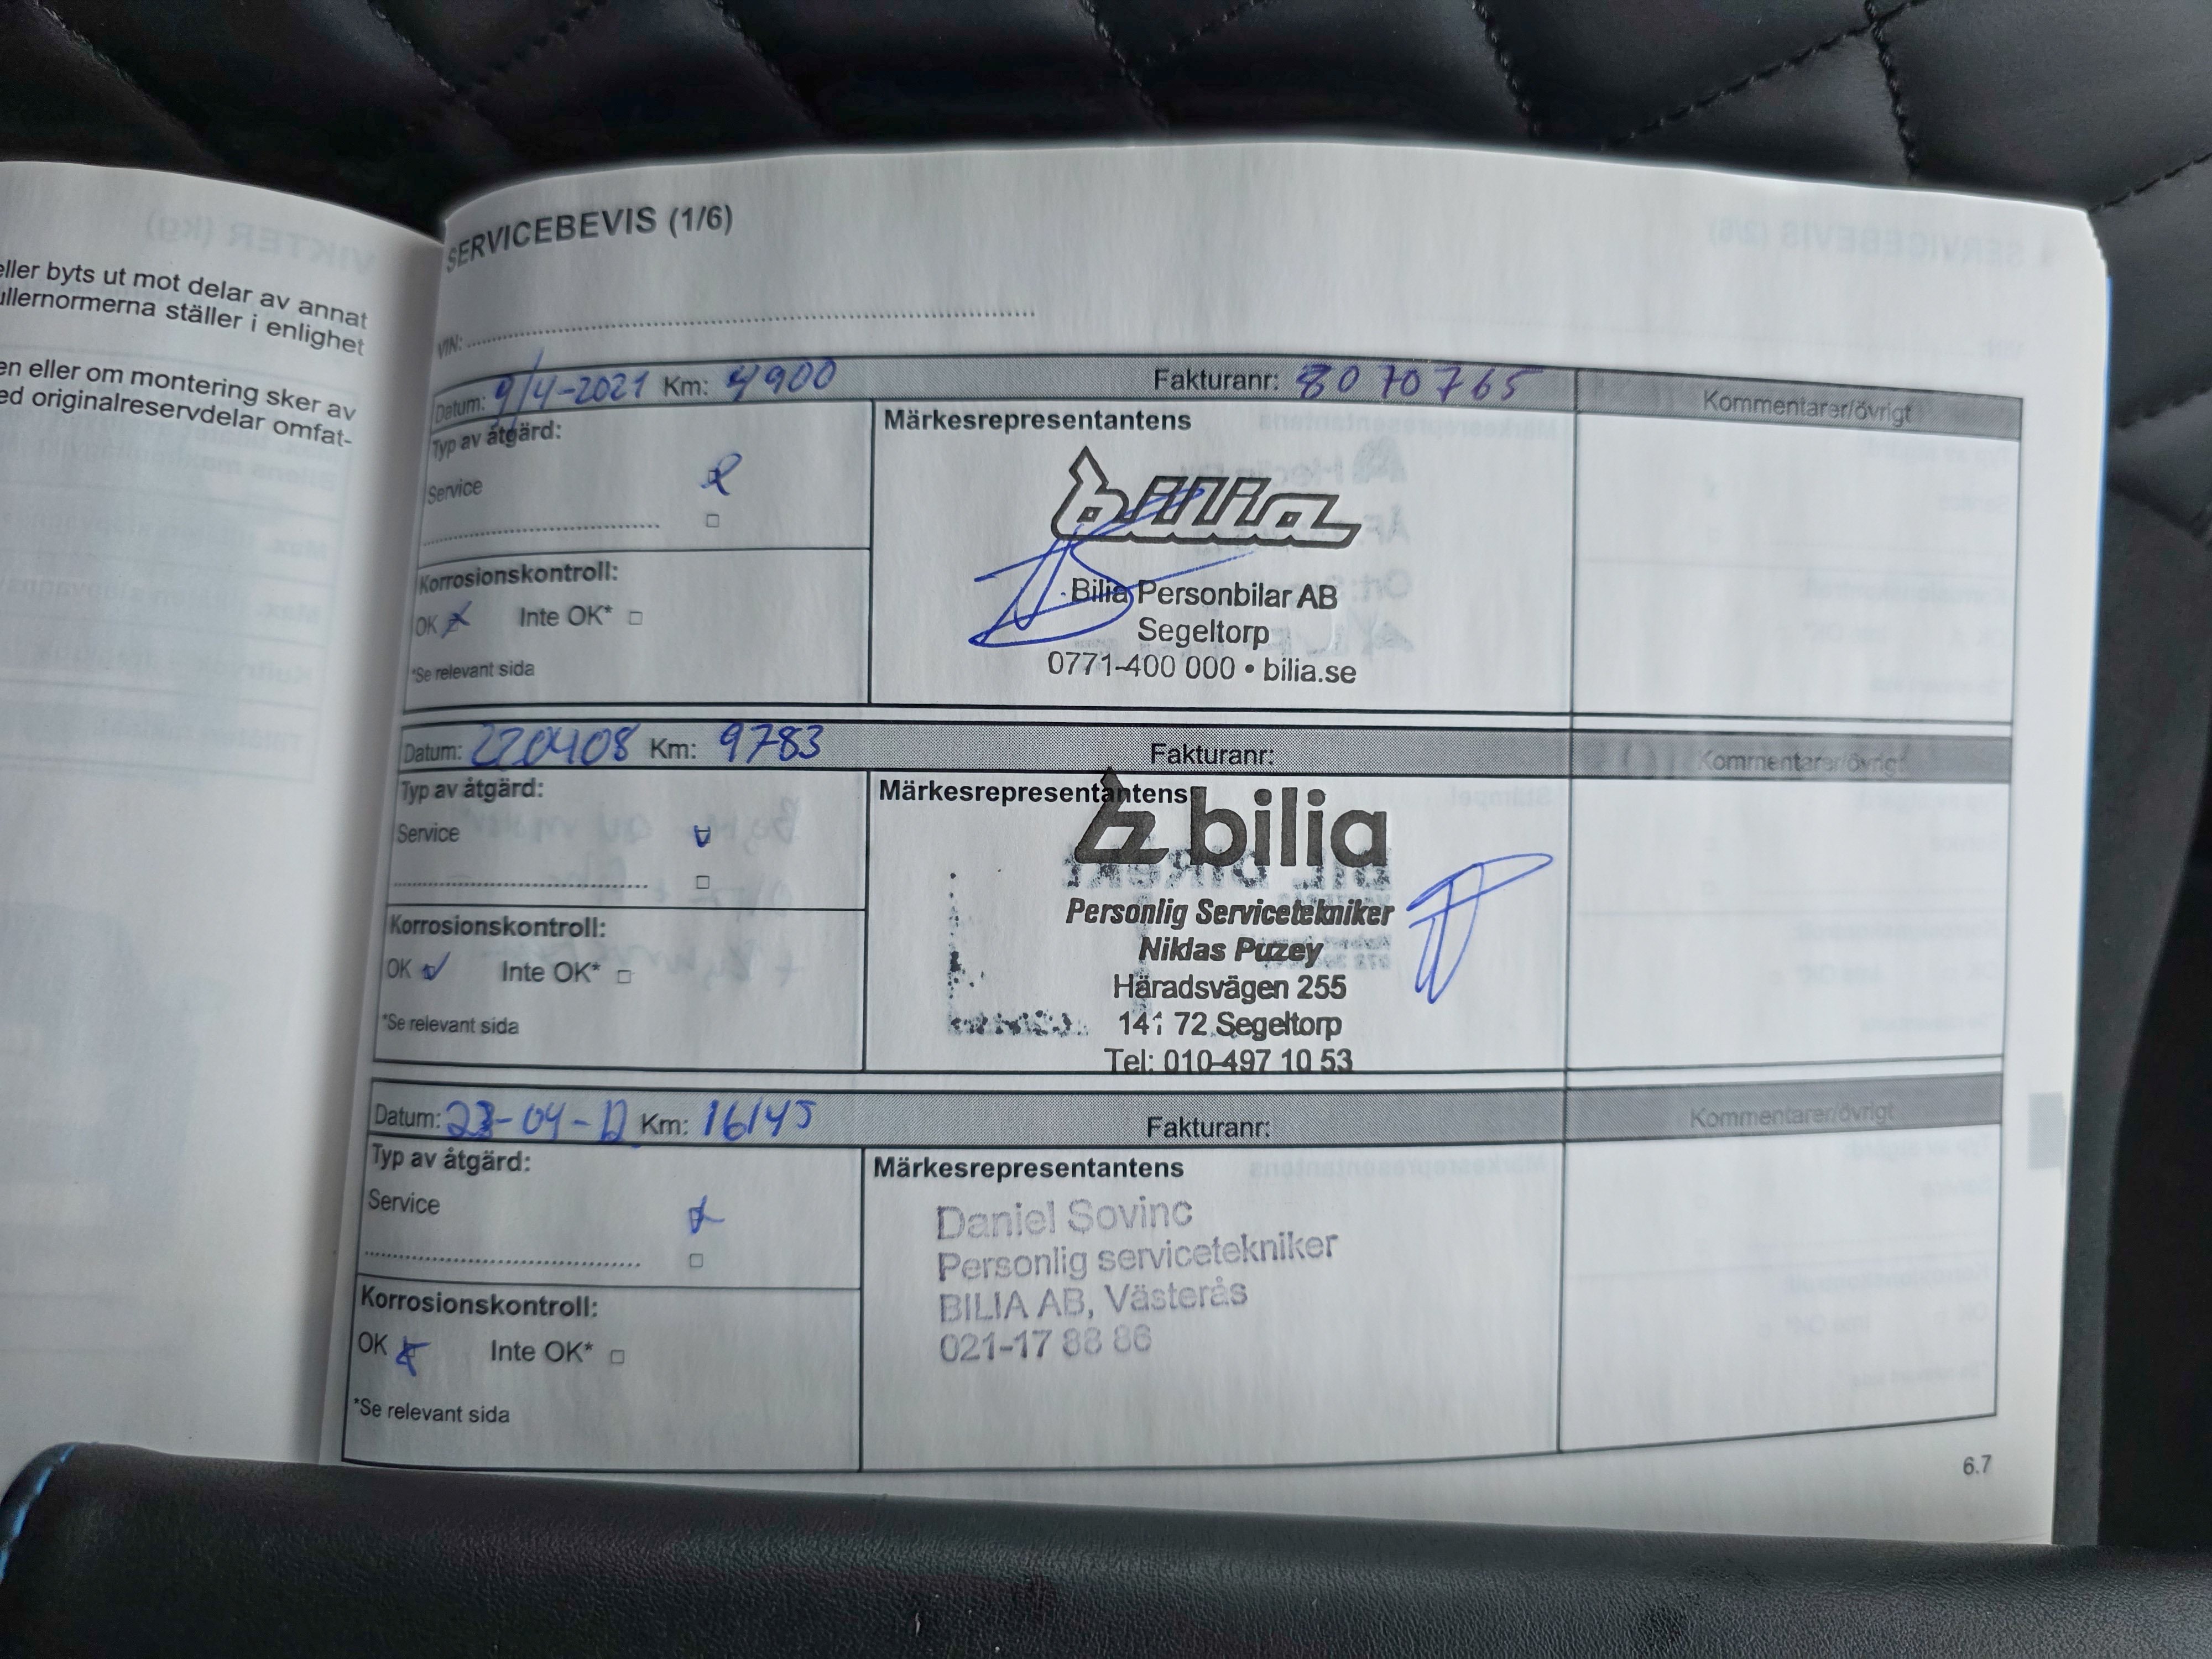 eller byts ut mot delar av annat
ullernormerna ställer i enlighet
en eller om montering sker av
ed originalreservdelar omfat-
SERVICEBEVIS (1/6)
VIN:
Datum: 9/4-2021 Km: 4900 Fakturanr: 8070765 Kommentarer/övrigt
Typ av åtgärd:
Märkesrepresentantens
Service
bilia
Bilia Personbilar AB
Segeltorp
0771-400 000 • bilia.se
Korrosionskontroll:
OK Inte OK*
*Se relevant sida
Datum: 220408 Km: 9783 Fakturanr: Kommentarer/övrigt
Typ av åtgärd:
Märkesrepresentantens
Service
bilia
Personlig Servicetekniker
Niklas Puzey
Häradsvägen 255
141 72 Segeltorp
Tel: 010-497 10 53
Korrosionskontroll:
OK Inte OK*
*Se relevant sida
Datum: 23-04-12 Km: 16145 Fakturanr: Kommentarer/övrigt
Typ av åtgärd:
Märkesrepresentantens
Service
Daniel Sovinc
Personlig servicetekniker
BILIA AB, Västerås
021-17 88 86
Korrosionskontroll:
OK Inte OK*
*Se relevant sida
6.7